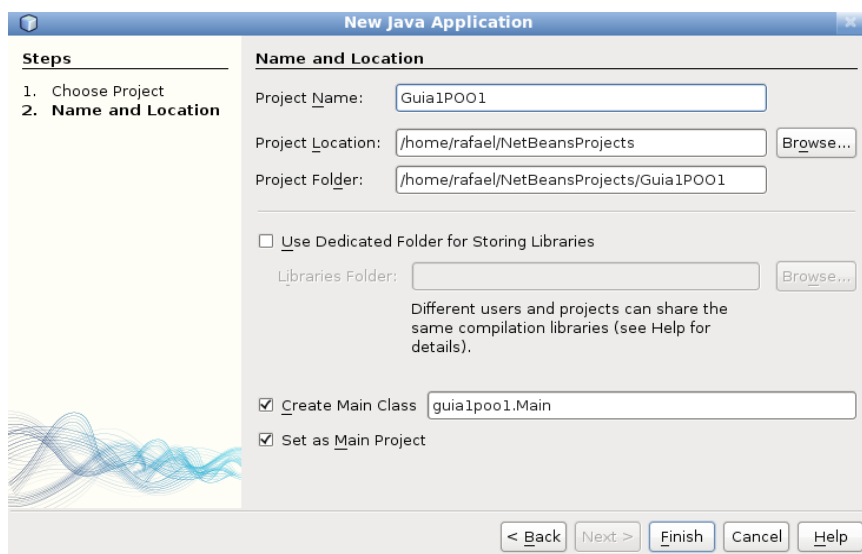 New Java Application
Steps
1. Choose Project
2. Name and Location
Name and Location
Project Name: Guia1POO1
Project Location: /home/rafael/NetBeansProjects Browse...
Project Folder: /home/rafael/NetBeansProjects/Guia1POO1
Use Dedicated Folder for Storing Libraries
Libraries Folder: Browse...
Different users and projects can share the
same compilation libraries (see Help for
details).
Create Main Class guia1poo1.Main
Set as Main Project
< Back Next > Finish Cancel Help